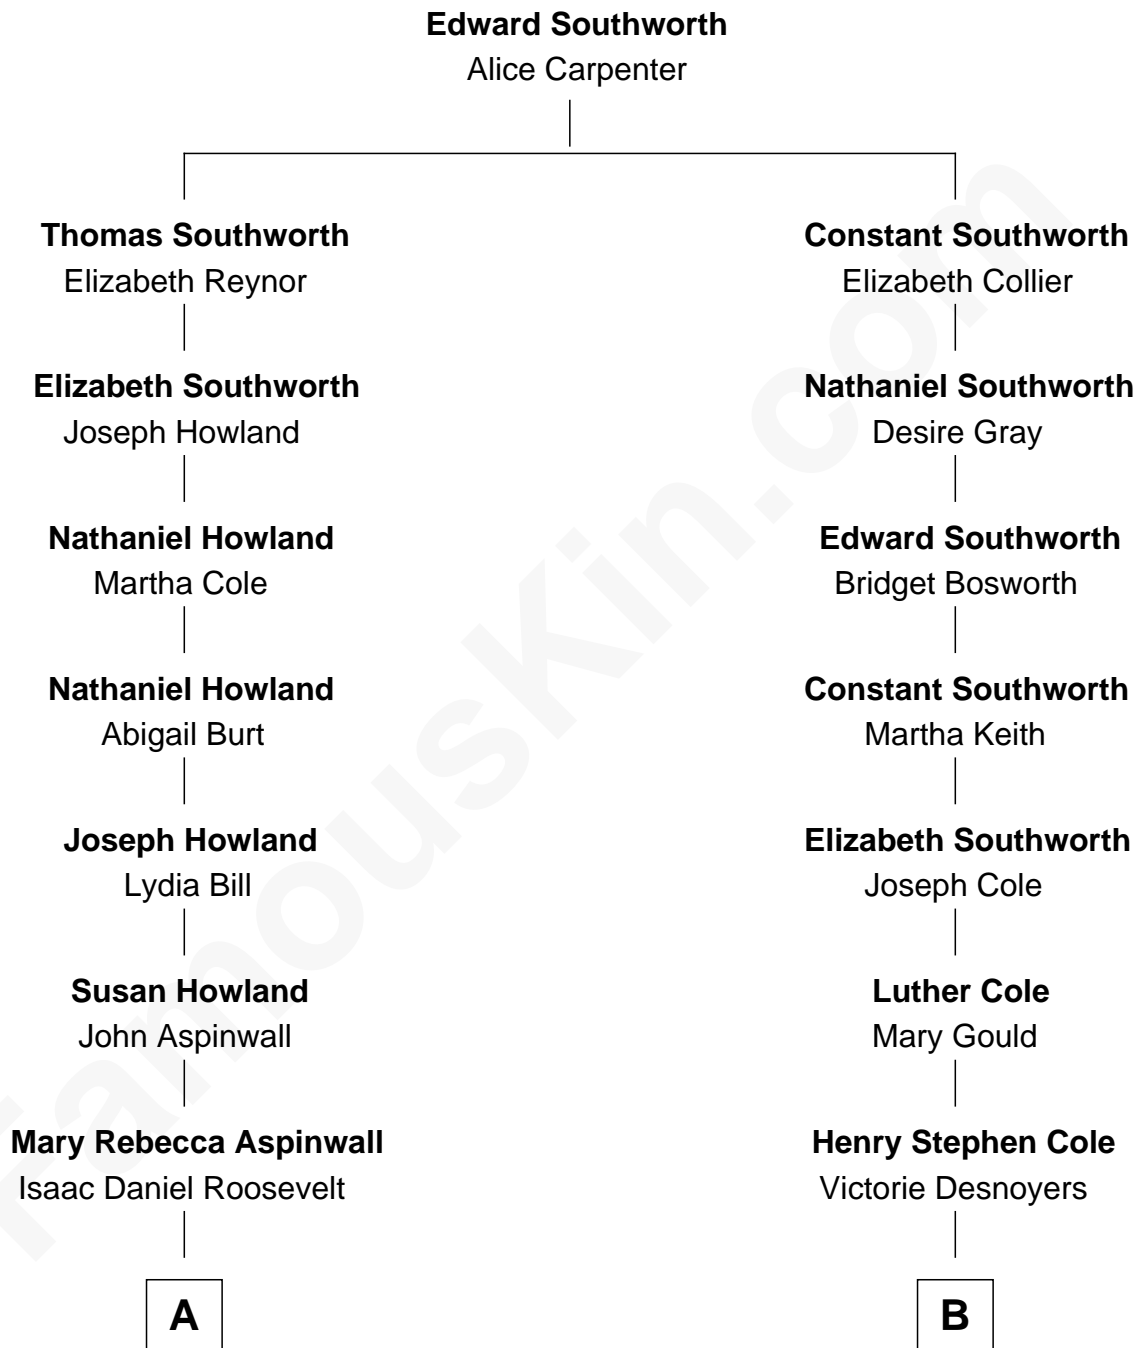 Edward Southworth
Alice Carpenter
Thomas Southworth
Elizabeth Reynor
Constant Southworth
Elizabeth Collier
Elizabeth Southworth
Joseph Howland
Nathaniel Southworth
Desire Gray
Nathaniel Howland
Martha Cole
Edward Southworth
Bridget Bosworth
Nathaniel Howland
Abigail Burt
Constant Southworth
Martha Keith
Joseph Howland
Lydia Bill
Elizabeth Southworth
Joseph Cole
Susan Howland
John Aspinwall
Luther Cole
Mary Gould
Mary Rebecca Aspinwall
Isaac Daniel Roosevelt
Henry Stephen Cole
Victorie Desnoyers
A
B
FamousKin.com